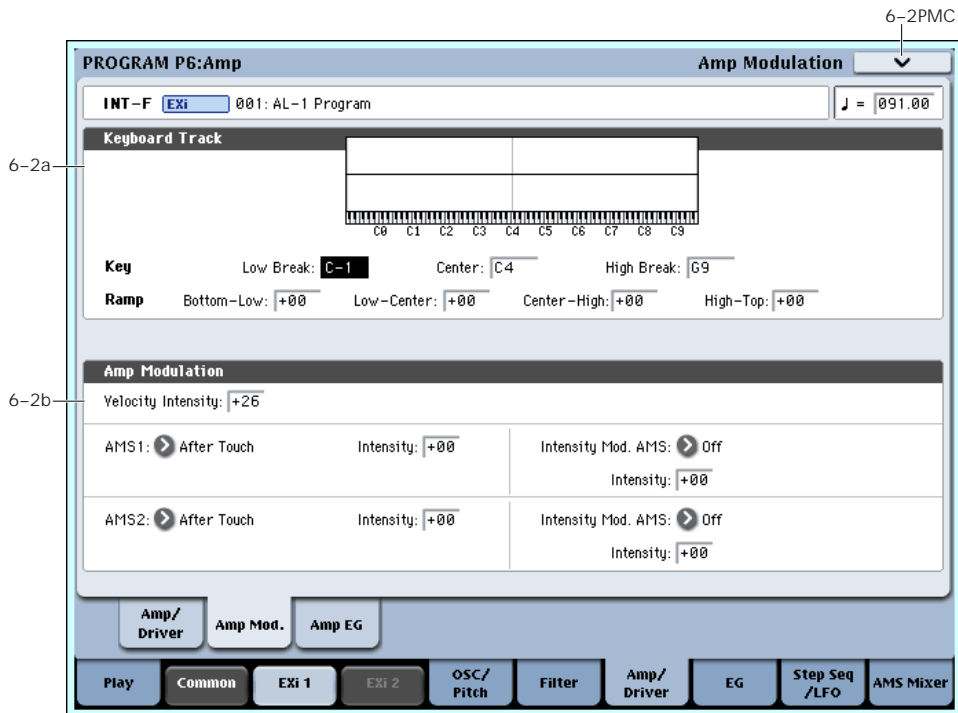 6–2PMC
PROGRAM P6:Amp Amp Modulation
INT–F EXi 001: AL–1 Program ♩ = 091.00
Keyboard Track
6–2a
C0 C1 C2 C3 C4 C5 C6 C7 C8 C9
Key Low Break: C–1 Center: C4 High Break: G9
Ramp Bottom–Low: +00 Low–Center: +00 Center–High: +00 High–Top: +00
Amp Modulation
6–2b
Velocity Intensity: +26
AMS1: After Touch Intensity: +00 Intensity Mod. AMS: Off
Intensity: +00
AMS2: After Touch Intensity: +00 Intensity Mod. AMS: Off
Intensity: +00
Amp/
Driver
Amp Mod.
Amp EG
Play
Common
EXi 1
EXi 2
OSC/
Pitch
Filter
Amp/
Driver
EG
Step Seq
/LFO
AMS Mixer